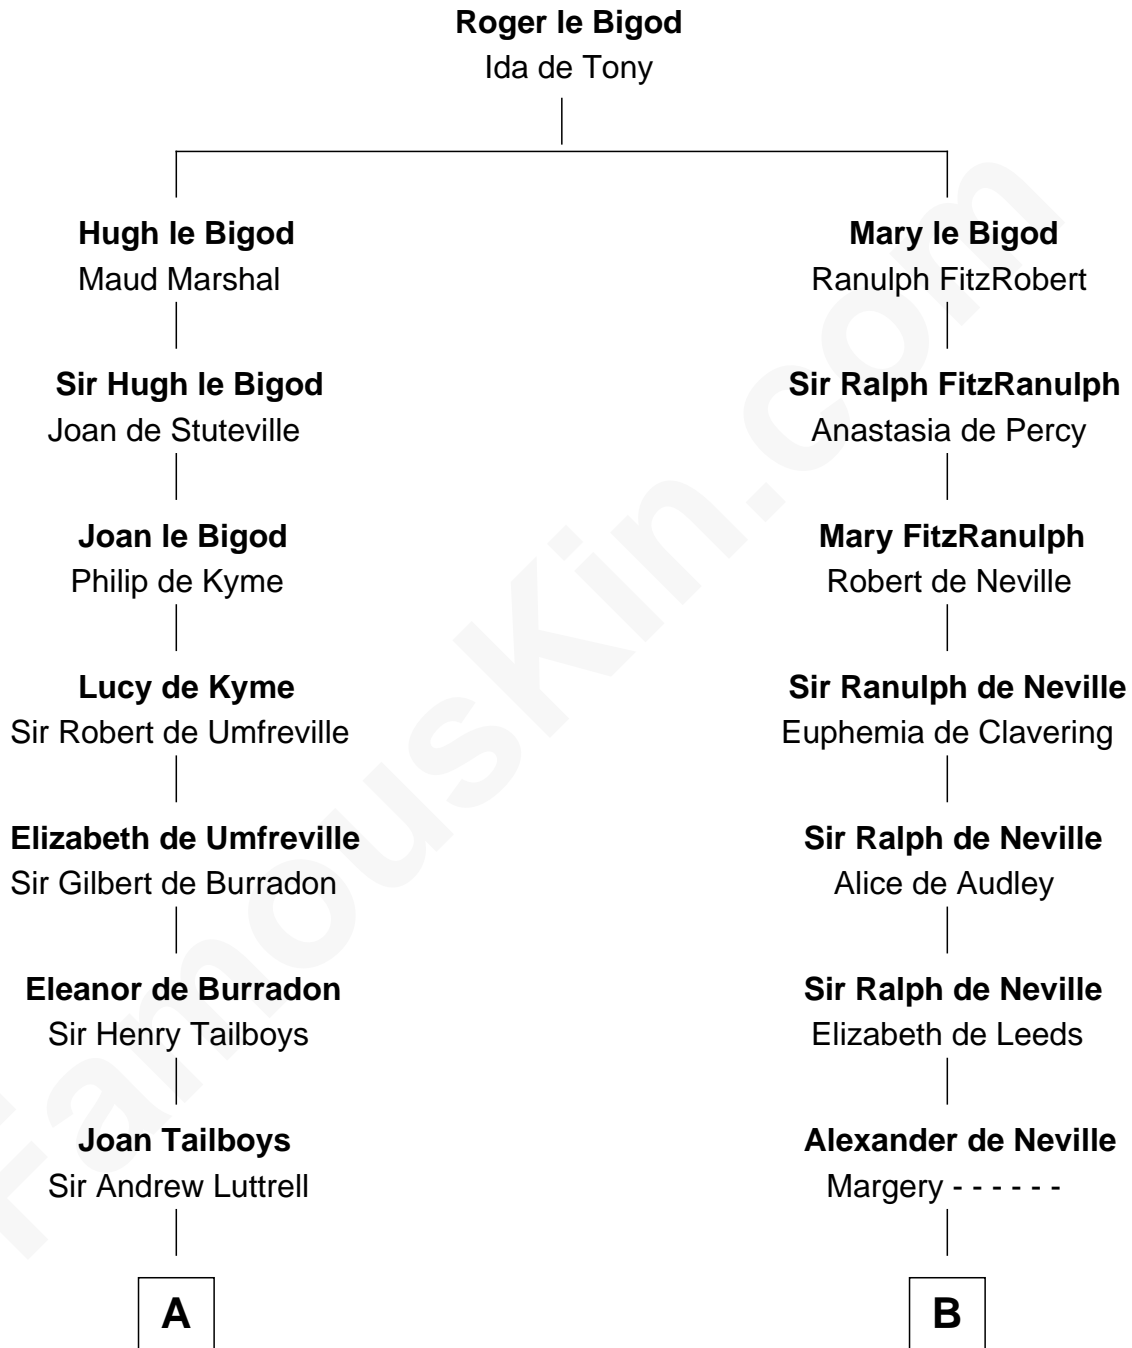 Roger le Bigod
Ida de Tony
Hugh le Bigod
Maud Marshal
Mary le Bigod
Ranulph FitzRobert
Sir Hugh le Bigod
Joan de Stuteville
Sir Ralph FitzRanulph
Anastasia de Percy
Joan le Bigod
Philip de Kyme
Mary FitzRanulph
Robert de Neville
Lucy de Kyme
Sir Robert de Umfreville
Sir Ranulph de Neville
Euphemia de Clavering
Elizabeth de Umfreville
Sir Gilbert de Burradon
Sir Ralph de Neville
Alice de Audley
Eleanor de Burradon
Sir Henry Tailboys
Sir Ralph de Neville
Elizabeth de Leeds
Joan Tailboys
Sir Andrew Luttrell
Alexander de Neville
Margery - - - - - -
A
B
FamousKin.com